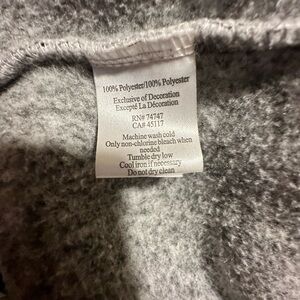 100% Polyester/100% Polyester
Exclusive of Decoration
Excepté La Décoration
RN# 74747
CA# 45117
Machine wash cold
Only non-chlorine bleach when
needed
Tumble dry low
Cool iron if necessary
Do not dry clean